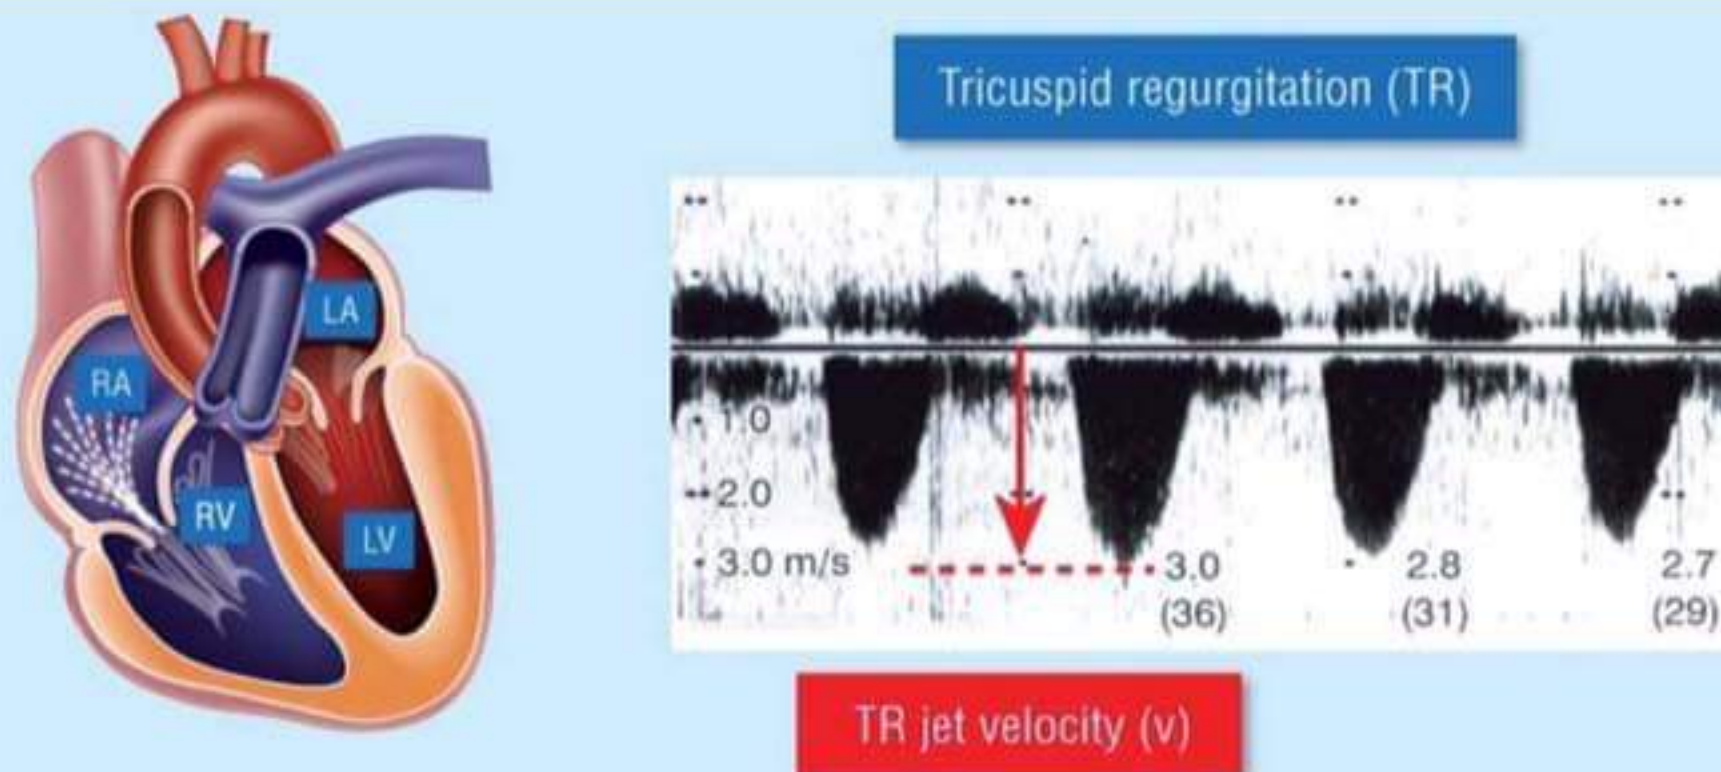 Tricuspid regurgitation (TR)
LA
RA
RV
LV
1.0
2.0
3.0 m/s
3.0
(36)
2.8
(31)
2.7
(29)
TR jet velocity (v)